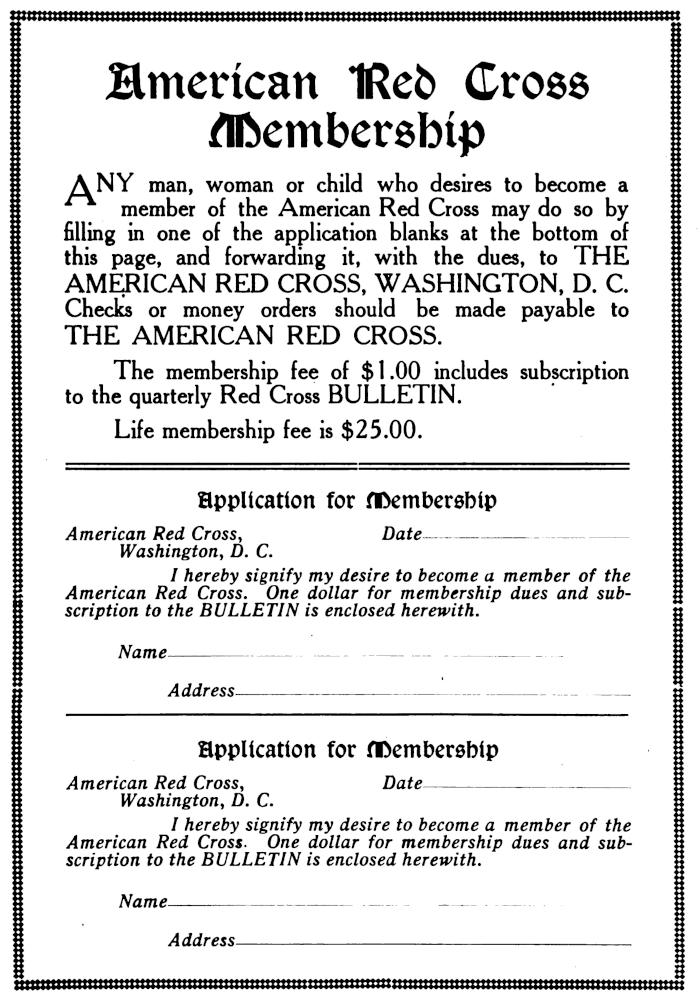 American Red Cross
Membership
ANY man, woman or child who desires to become a
member of the American Red Cross may do so by
filling in one of the application blanks at the bottom of
this page, and forwarding it, with the dues, to THE
AMERICAN RED CROSS, WASHINGTON, D. C.
Checks or money orders should be made payable to
THE AMERICAN RED CROSS.
The membership fee of $1.00 includes subscription
to the quarterly Red Cross BULLETIN.
Life membership fee is $25.00.
Application for Membership
American Red Cross, Date
Washington, D. C.
I hereby signify my desire to become a member of the
American Red Cross. One dollar for membership dues and sub-
scription to the BULLETIN is enclosed herewith.
Name
Address
Application for Membership
American Red Cross, Date
Washington, D. C.
I hereby signify my desire to become a member of the
American Red Cross. One dollar for membership dues and sub-
scription to the BULLETIN is enclosed herewith.
Name
Address